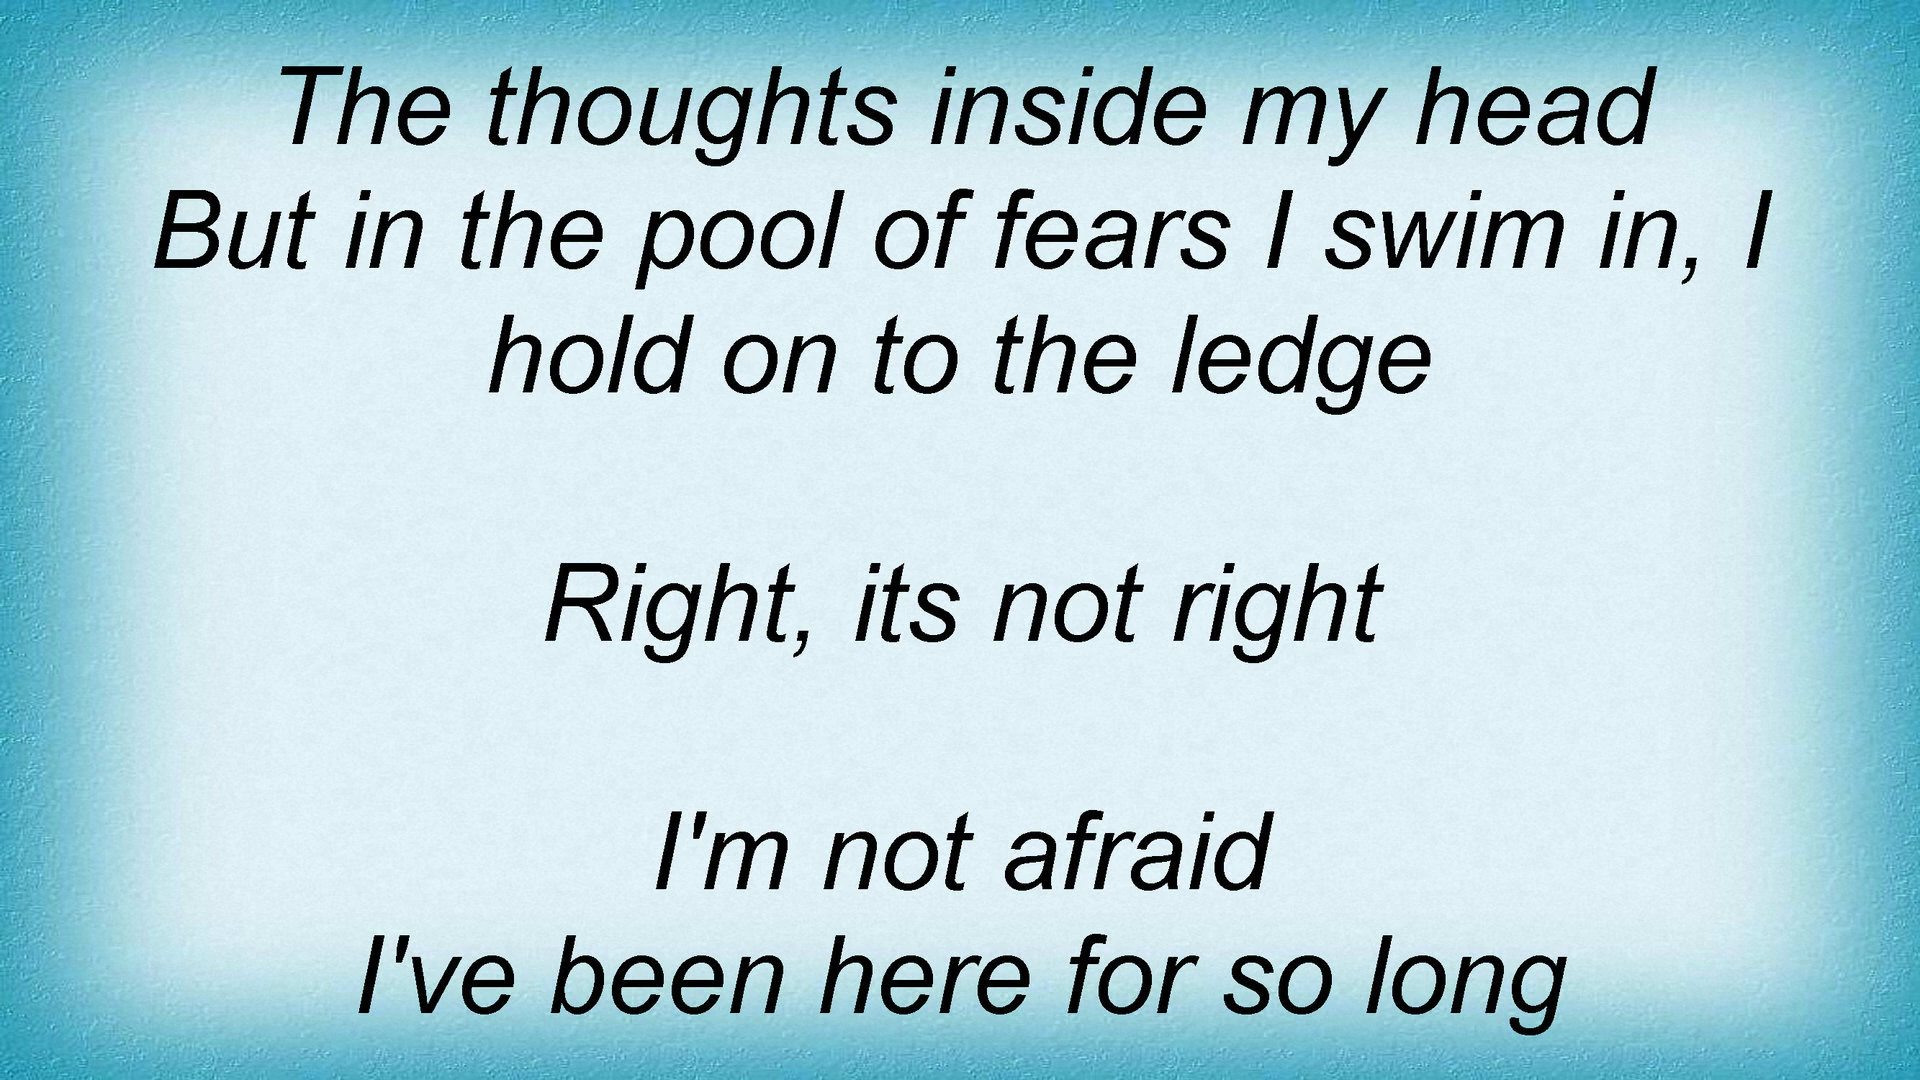 The thoughts inside my head
But in the pool of fears I swim in, I
hold on to the ledge
Right, its not right
I'm not afraid
I've been here for so long